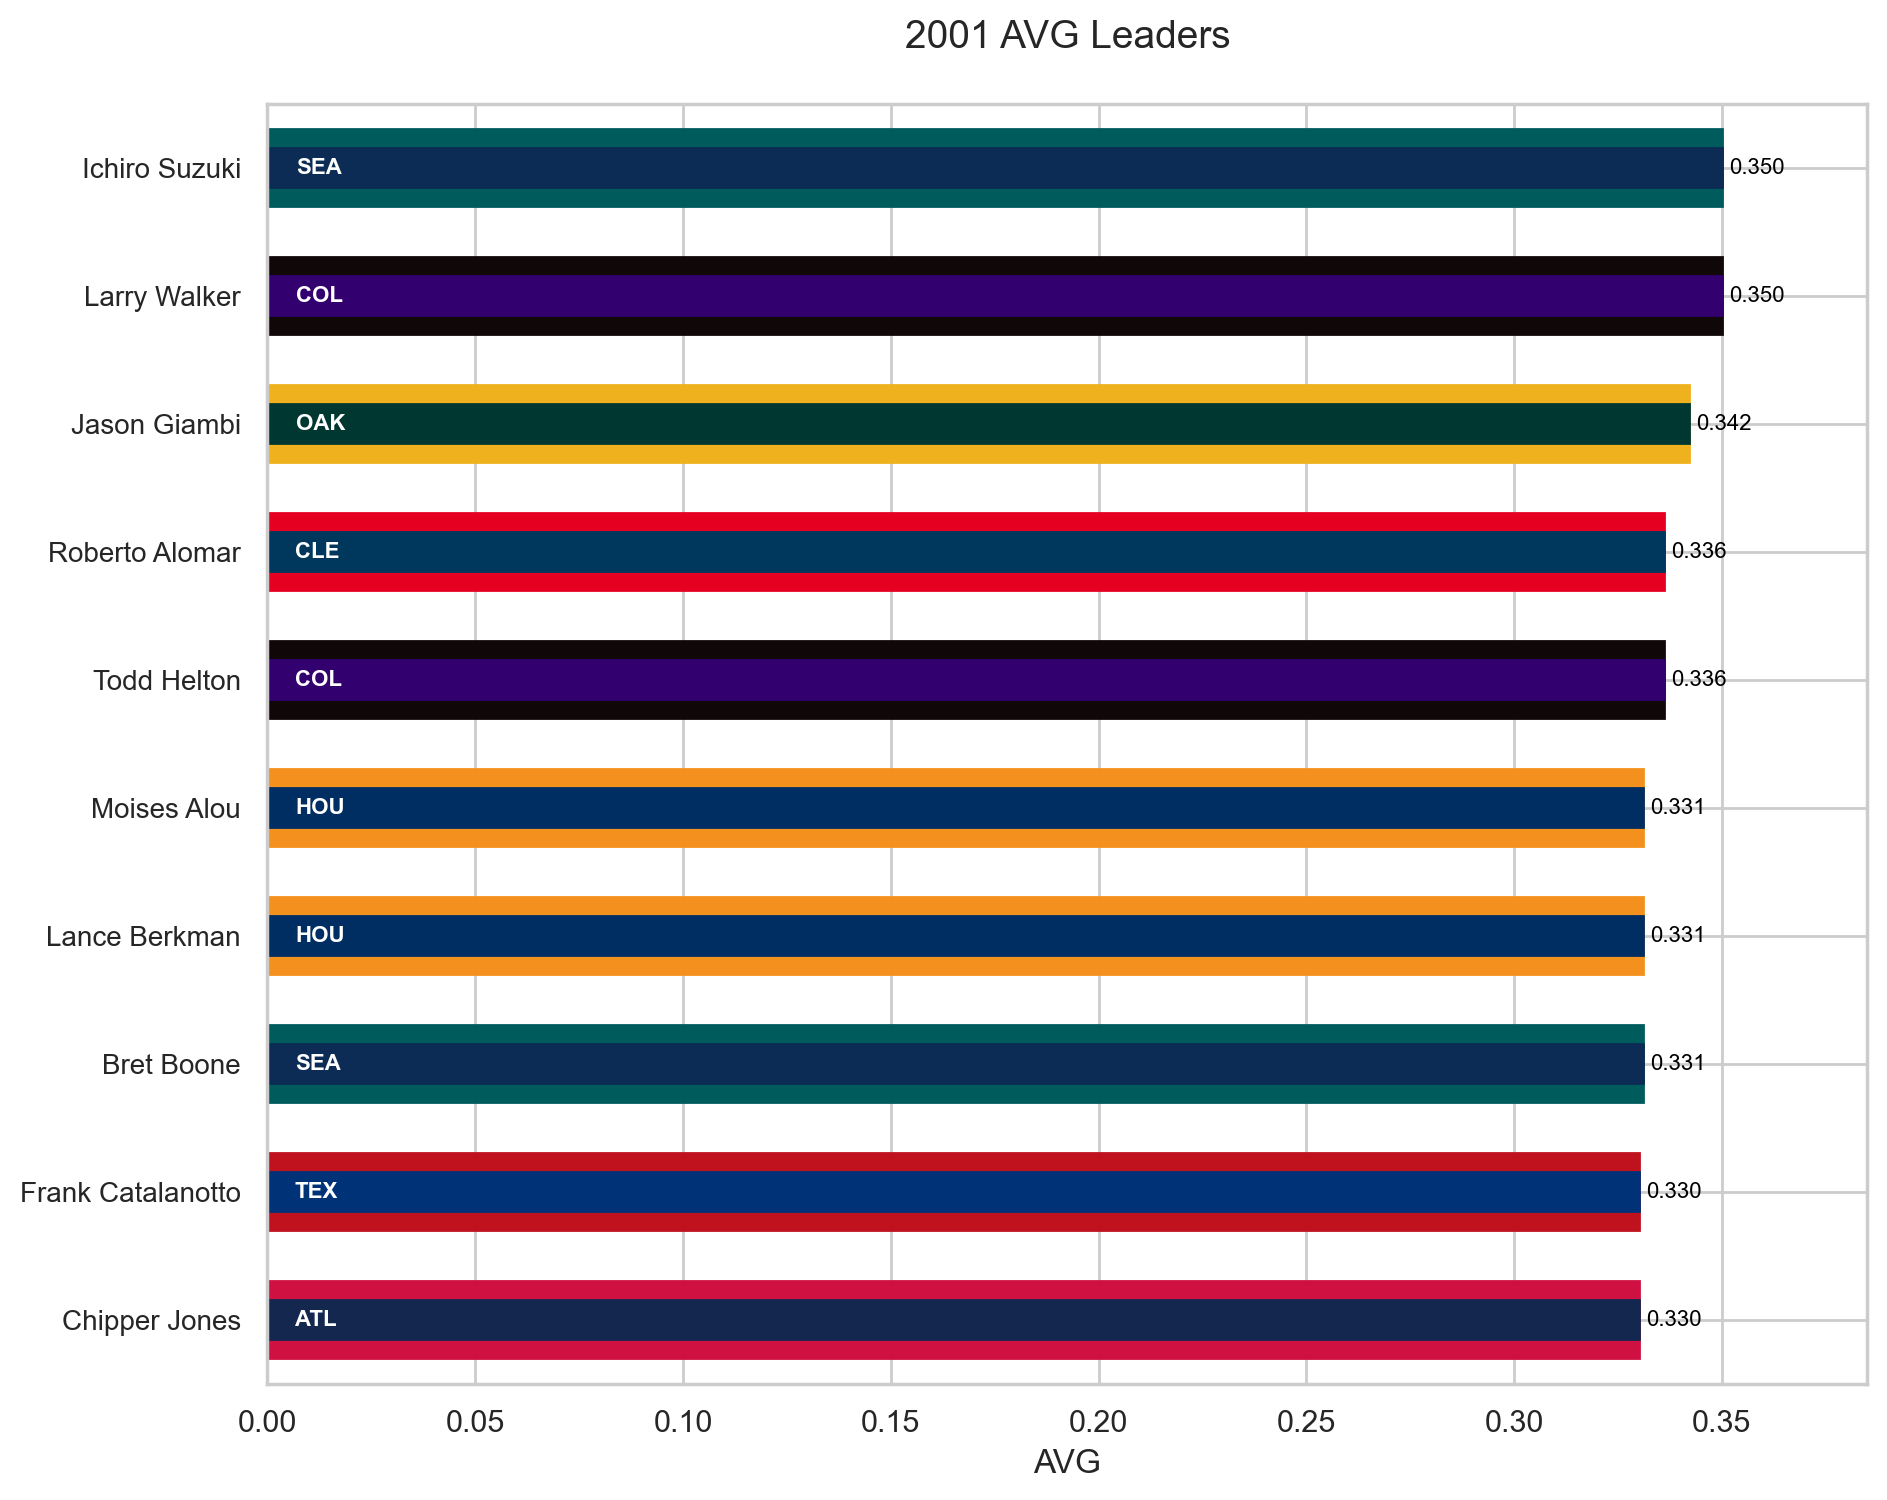 2001 AVG Leaders
Ichiro Suzuki SEA 0.350
Larry Walker COL 0.350
Jason Giambi OAK 0.342
Roberto Alomar CLE 0.336
Todd Helton COL 0.336
Moises Alou HOU 0.331
Lance Berkman HOU 0.331
Bret Boone SEA 0.331
Frank Catalanotto TEX 0.330
Chipper Jones ATL 0.330
0.00 0.05 0.10 0.15 0.20 0.25 0.30 0.35
AVG